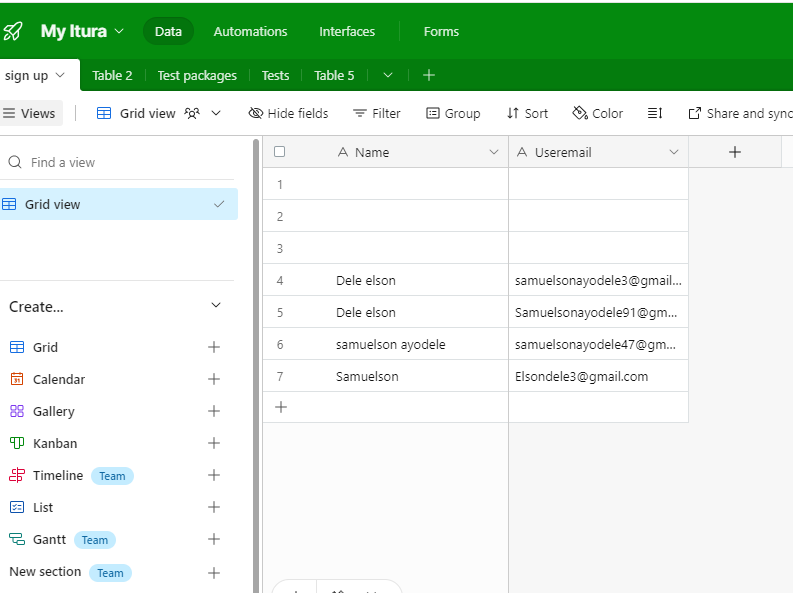 My Itura Data Automations Interfaces Forms
sign up Table 2 Test packages Tests Table 5
Views Grid view Hide fields Filter Group Sort Color Share and sync
Find a view
Grid view
Create...
Grid
Calendar
Gallery
Kanban
Timeline Team
List
Gantt Team
New section Team
Name Useremail
1
2
3
4 Dele elson samuelsonayodele3@gmail...
5 Dele elson Samuelsonayodele91@gm...
6 samuelson ayodele samuelsonayodele47@gm...
7 Samuelson Elsondele3@gmail.com